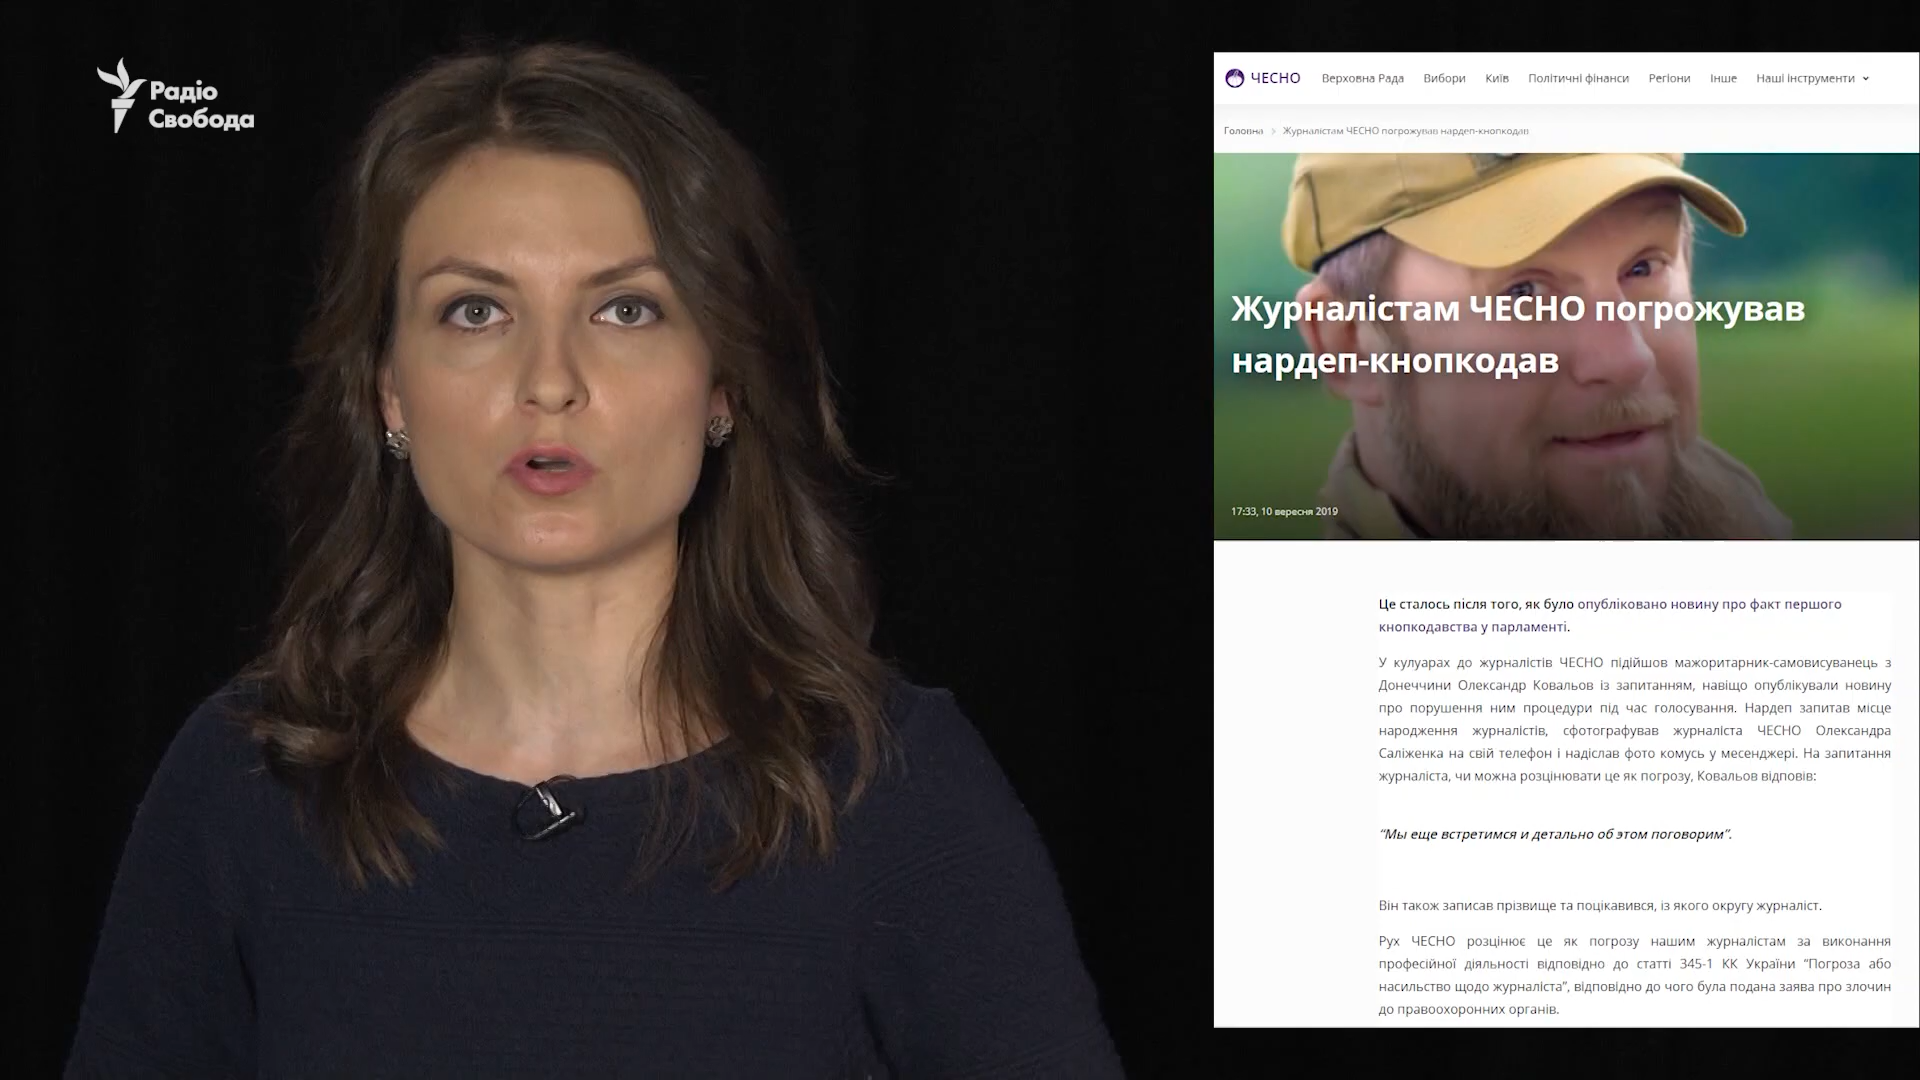 Радіо
Свобода
ЧЕСНО
Верховна Рада Вибори Київ Політичні фінанси Регіони Інше Наші інструменти
Головна > Журналістам ЧЕСНО погрожував нардеп-кнопкодав
Журналістам ЧЕСНО погрожував
нардеп-кнопкодав
17:33, 10 вересня 2019
Це сталось після того, як було опубліковано новину про факт першого
кнопкодавства у парламенті.
У кулуарах до журналістів ЧЕСНО підійшов мажоритарник-самовисуванець з
Донеччини Олександр Ковальов із запитанням, навіщо опублікували новину
про порушення ним процедури під час голосування. Нардеп запитав місце
народження журналістів, сфотографував журналіста ЧЕСНО Олександра
Саліженка на свій телефон і надіслав фото комусь у месенджері. На запитання
журналіста, чи можна розцінювати це як погрозу, Ковальов відповів:
“Мы еще встретимся и детально об этом поговорим”.
Він також записав прізвище та поцікавився, із якого округу журналіст.
Рух ЧЕСНО розцінює це як погрозу нашим журналістам за виконання
професійної діяльності відповідно до статті 345-1 КК України “Погроза або
насильство щодо журналіста”, відповідно до чого була подана заява про злочин
до правоохоронних органів.